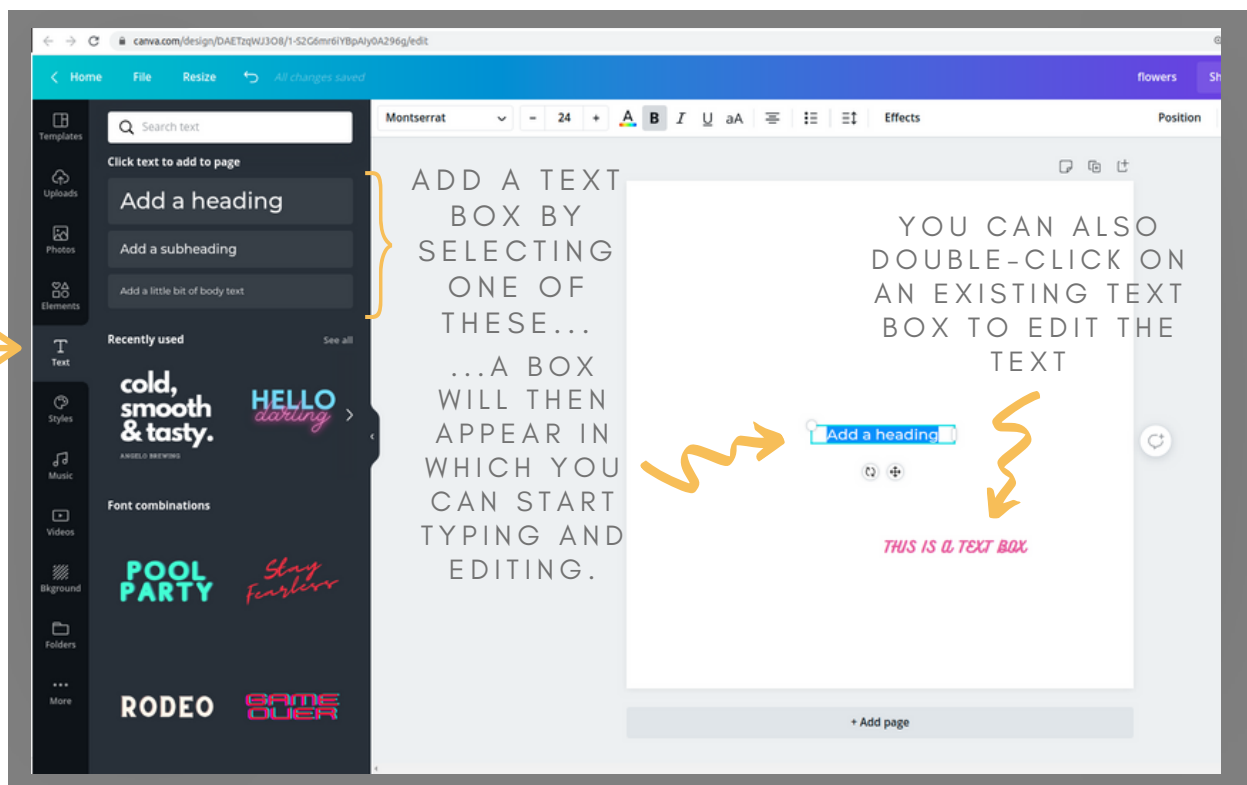 canva.com/design/DAETzqWJ3O8/1-S2G6mr6iYBpAIy0A296g/edit
Home File Resize All changes saved flowers Sh
Templates
Uploads
Photos
Elements
Text
Styles
Music
Videos
Bkground
Folders
More
Search text
Click text to add to page
Add a heading
Add a subheading
Add a little bit of body text
Recently used See all
cold,
smooth
& tasty.
ANGELO BREWING
HELLO
darling
Font combinations
POOL
PARTY
Stay
Fearless
RODEO
GAME
OVER
Montserrat - 24 + A B I U aA Effects Position
ADD A TEXT
BOX BY
SELECTING
ONE OF
THESE...
...A BOX
WILL THEN
APPEAR IN
WHICH YOU
CAN START
TYPING AND
EDITING.
YOU CAN ALSO
DOUBLE-CLICK ON
AN EXISTING TEXT
BOX TO EDIT THE
TEXT
Add a heading
THIS IS A TEXT BOX
+ Add page